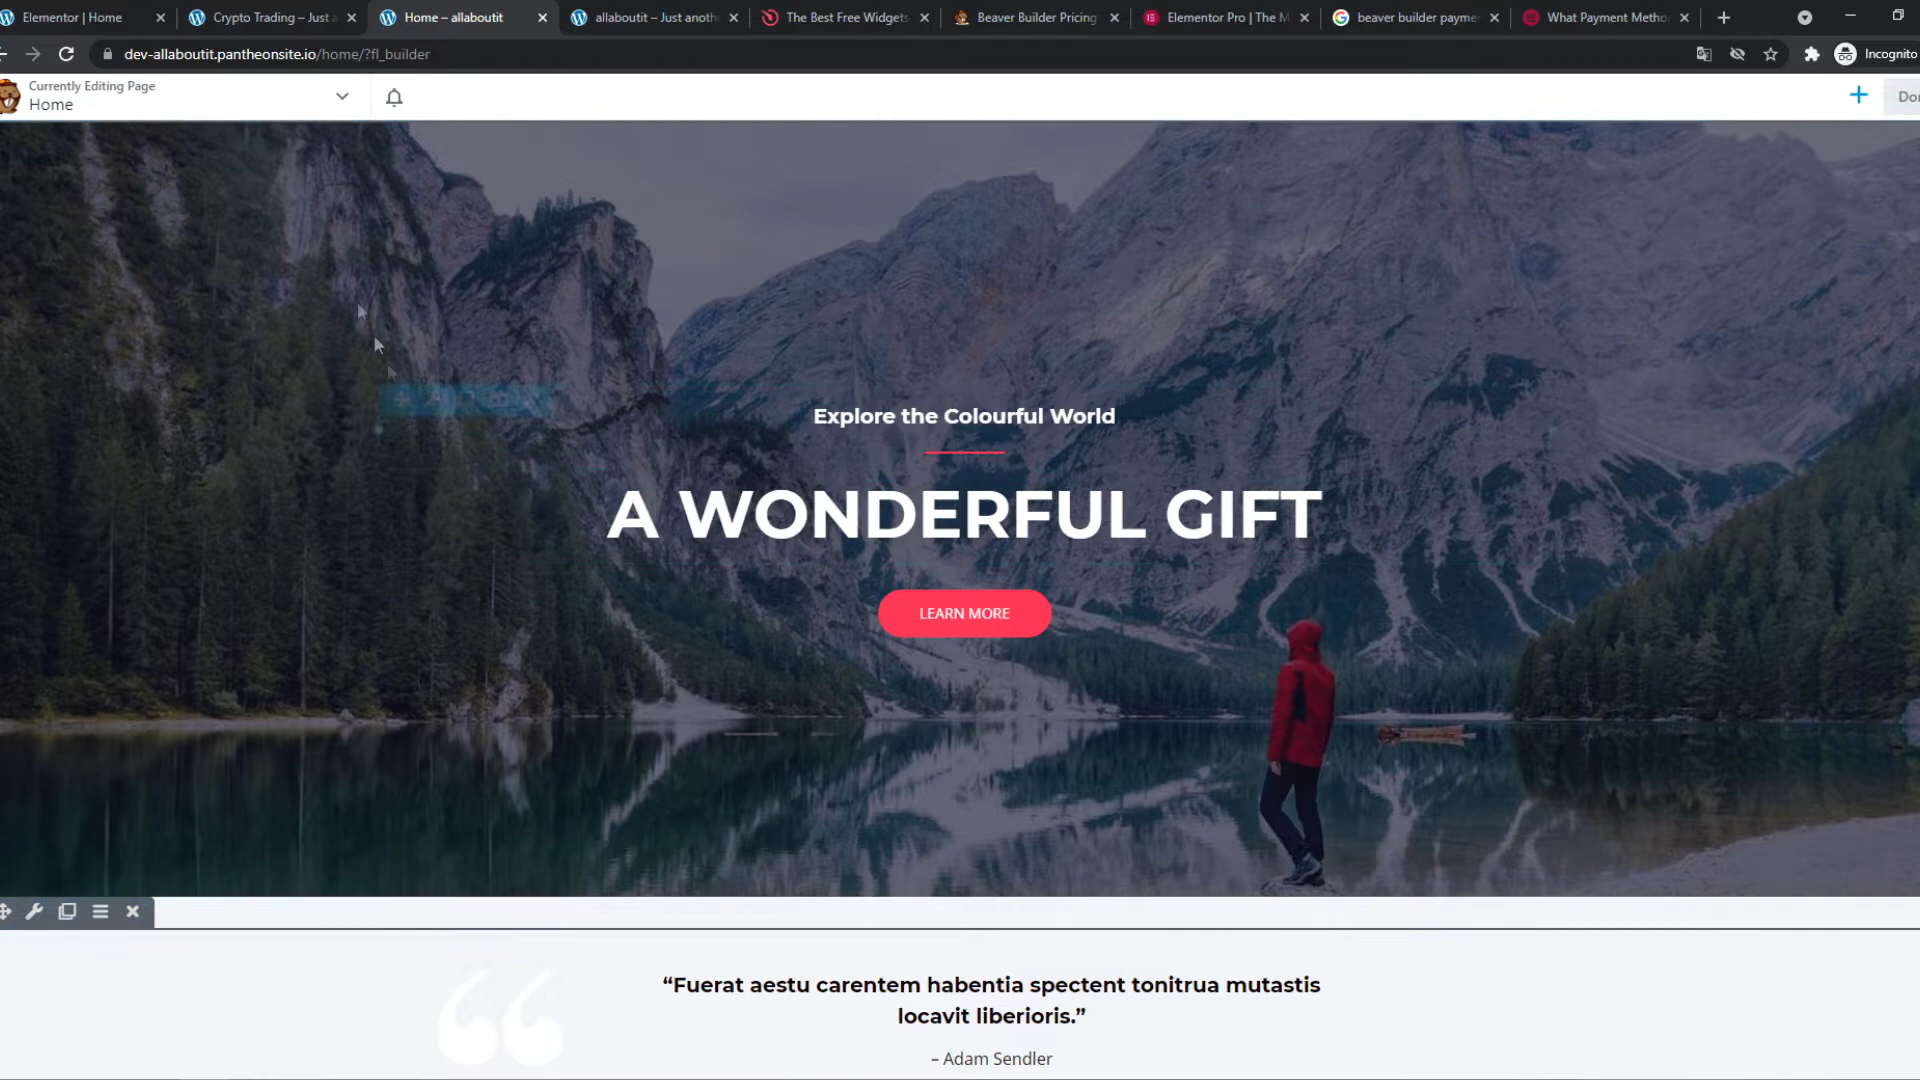 Elementor | Home
Crypto Trading – Just a
Home – allaboutit
allaboutit – Just anoth
The Best Free Widgets
Beaver Builder Pricing
Elementor Pro | The M
beaver builder payme
What Payment Metho
dev-allaboutit.pantheonsite.io/home/?fl_builder
Incognito
Currently Editing Page
Home
Explore the Colourful World
A WONDERFUL GIFT
LEARN MORE
“Fuerat aestu carentem habentia spectent tonitrua mutastis
locavit liberioris.”
– Adam Sendler